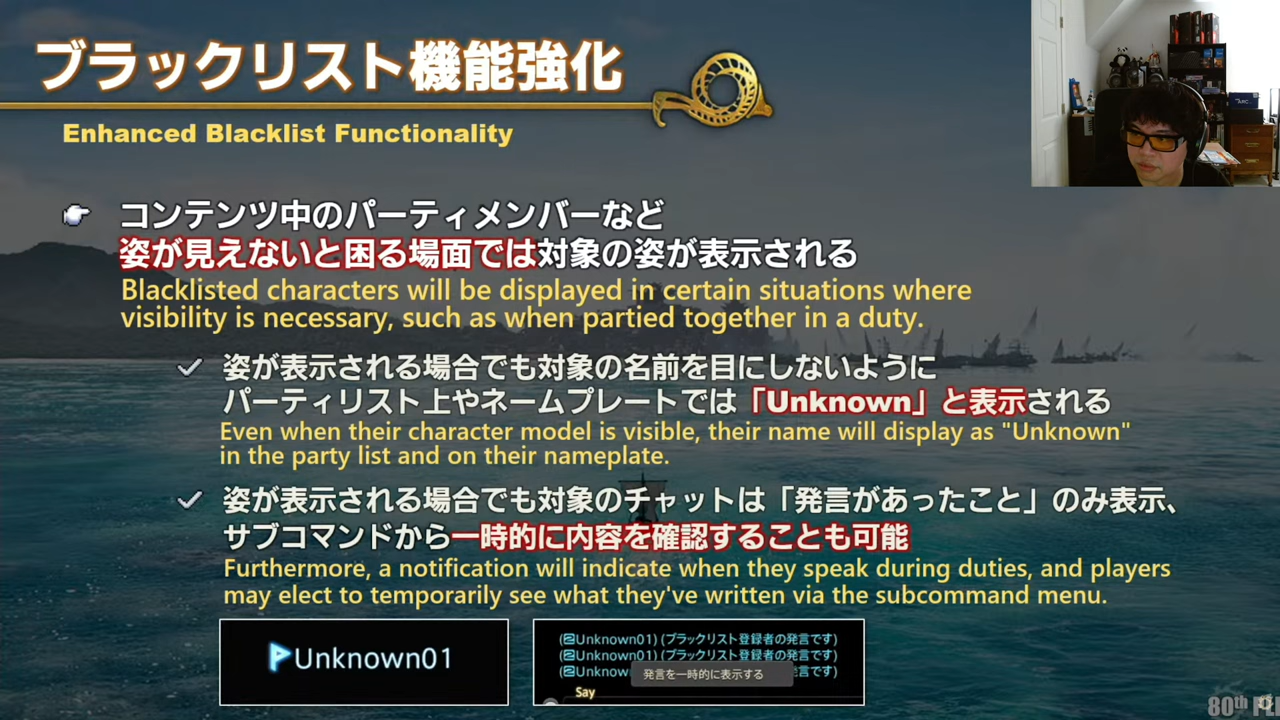 ブラックリスト機能強化
Enhanced Blacklist Functionality
コンテンツ中のパーティメンバーなど
姿が見えないと困る場面では対象の姿が表示される
Blacklisted characters will be displayed in certain situations where
visibility is necessary, such as when partied together in a duty.
姿が表示される場合でも対象の名前を目にしないように
パーティリスト上やネームプレートでは「Unknown」と表示される
Even when their character model is visible, their name will display as "Unknown"
in the party list and on their nameplate.
姿が表示される場合でも対象のチャットは「発言があったこと」のみ表示、
サブコマンドから一時的に内容を確認することも可能
Furthermore, a notification will indicate when they speak during duties, and players
may elect to temporarily see what they've written via the subcommand menu.
Unknown01
(Unknown01) (ブラックリスト登録者の発言です)
(Unknown01) (ブラックリスト登録者の発言です)
(Unknow 言です)
発言を一時的に表示する
Say
80th